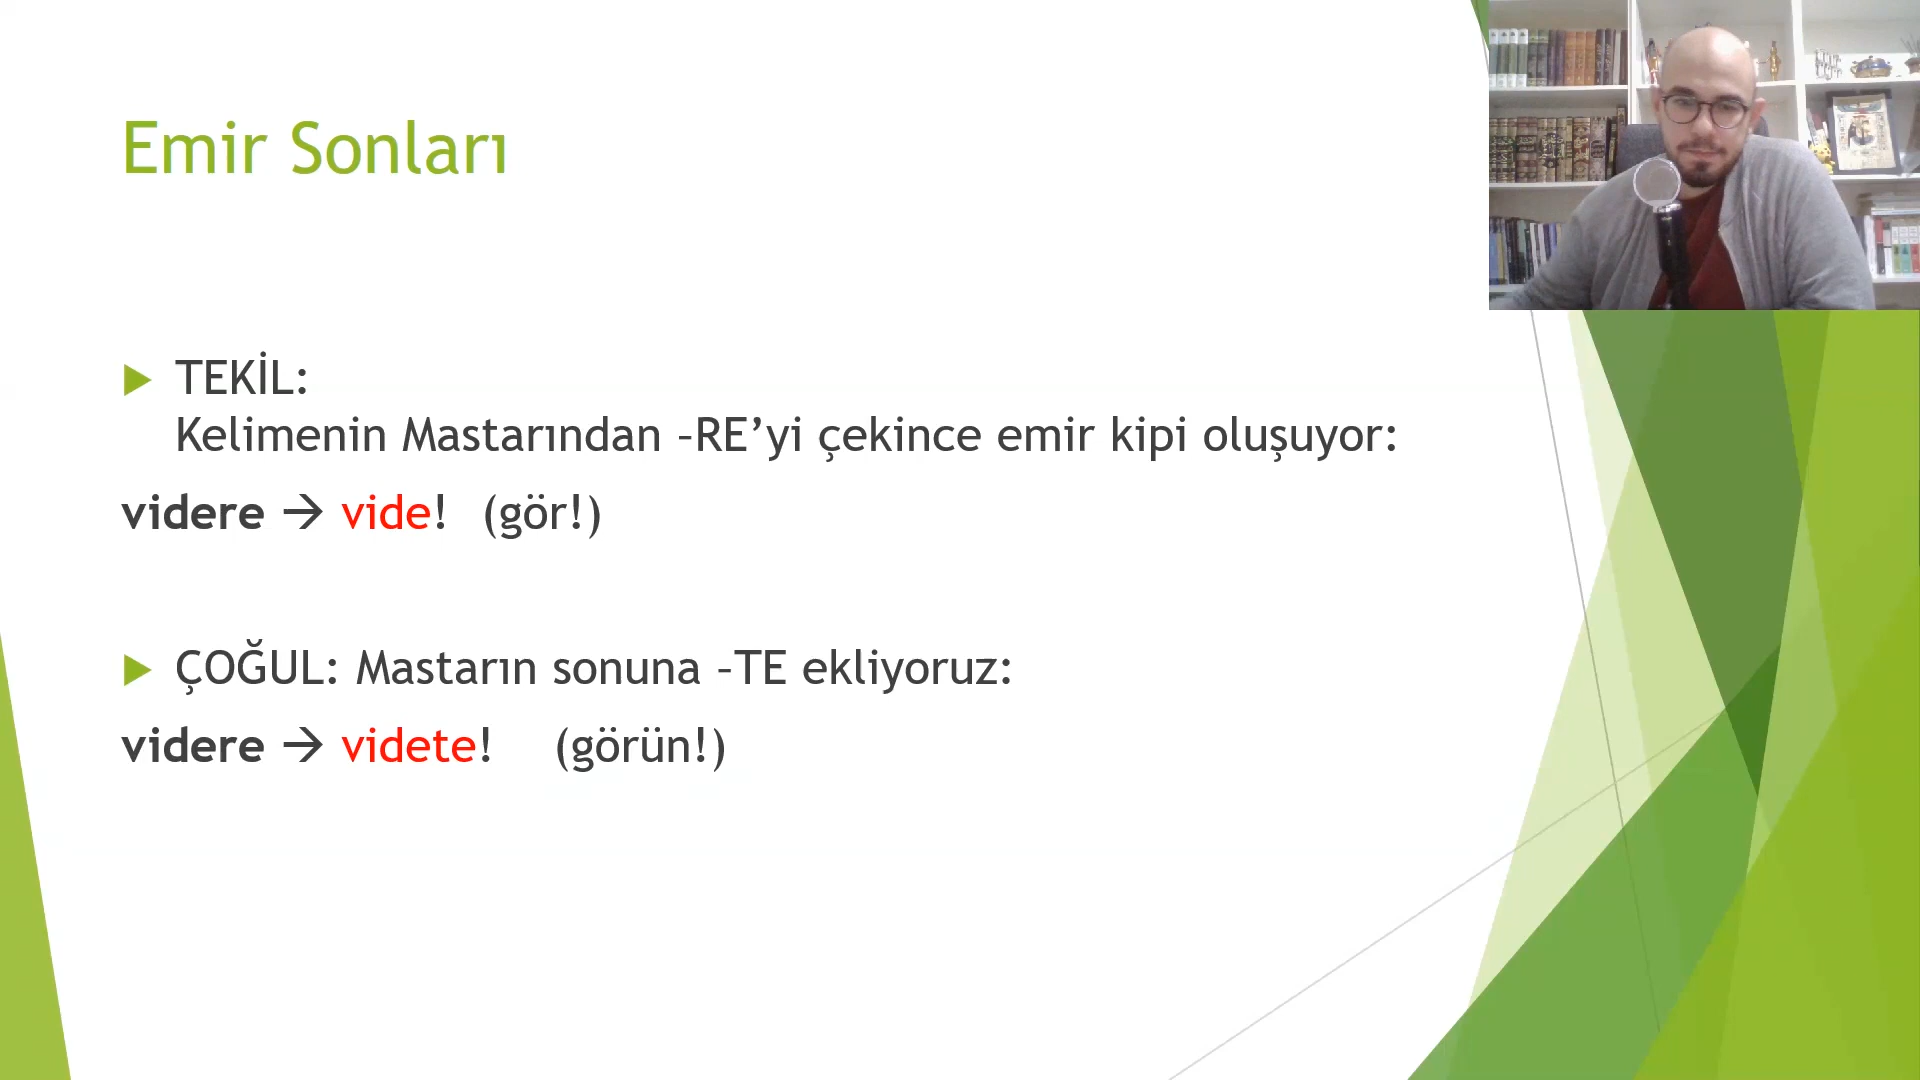 Emir Sonları
TEKİL:
Kelimenin Mastarından –RE’yi çekince emir kipi oluşuyor:
videre → vide! (gör!)
ÇOĞUL: Mastarın sonuna –TE ekliyoruz:
videre → videte! (görün!)